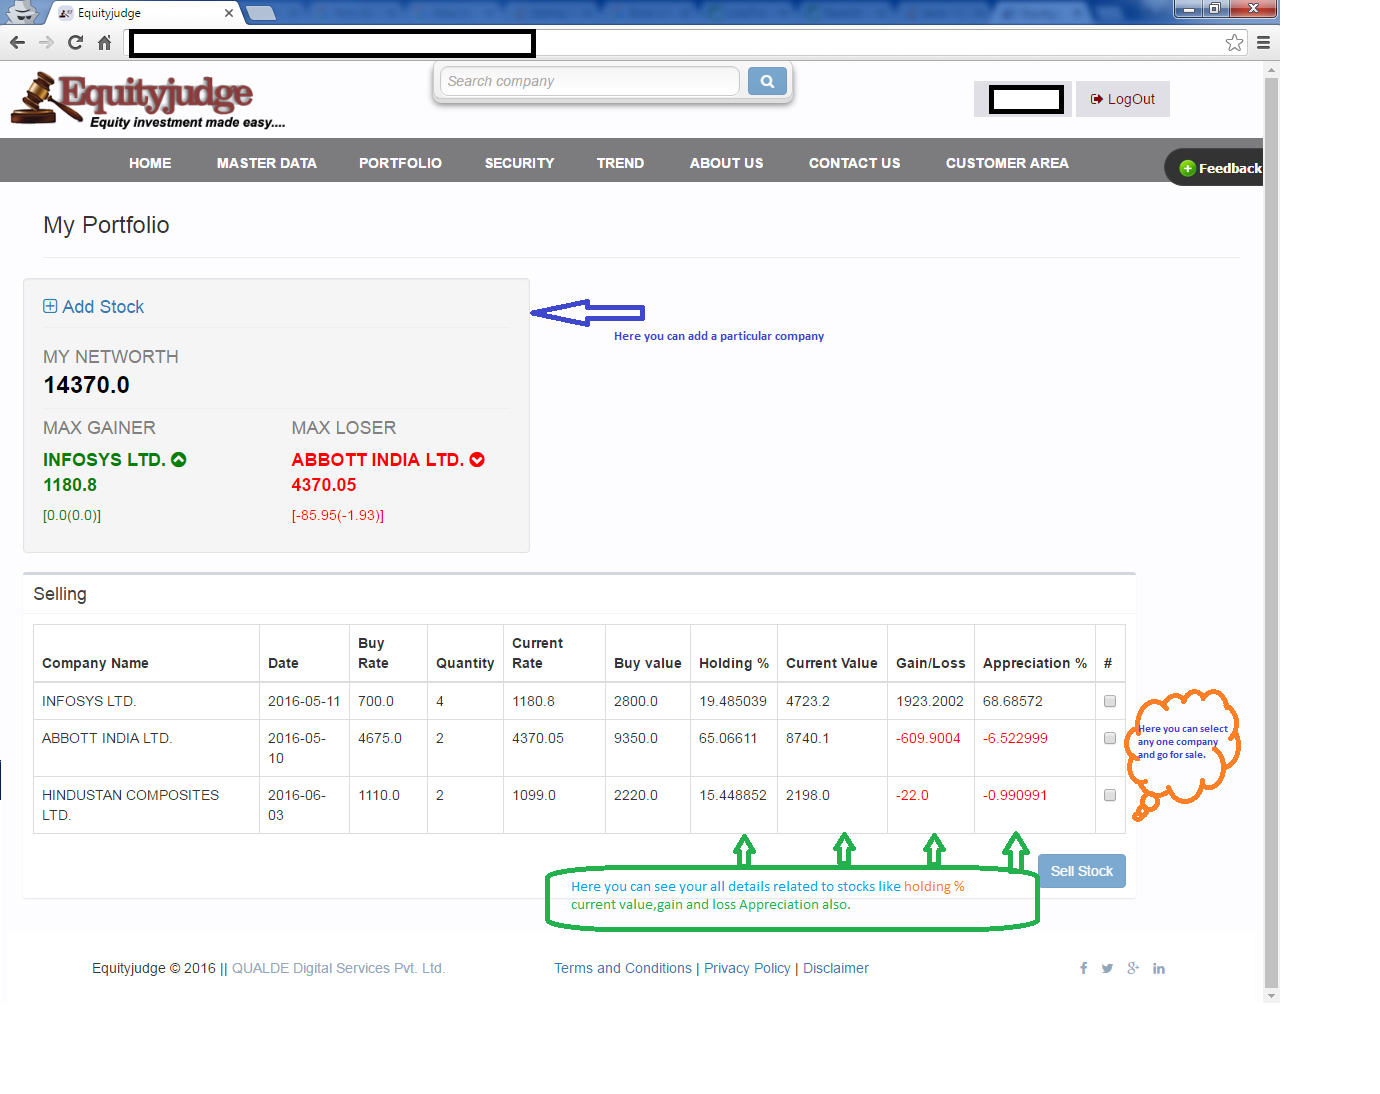 Equityjudge
Equityjudge
Equity investment made easy....
Search company
LogOut
HOME MASTER DATA PORTFOLIO SECURITY TREND ABOUT US CONTACT US CUSTOMER AREA
Feedback
My Portfolio
Add Stock
Here you can add a particular company
MY NETWORTH
14370.0
MAX GAINER MAX LOSER
INFOSYS LTD. ABBOTT INDIA LTD.
1180.8 4370.05
[0.0(0.0)] [-85.95(-1.93)]
Selling
Company Name Date Buy Rate Quantity Current Rate Buy value Holding % Current Value Gain/Loss Appreciation % #
INFOSYS LTD. 2016-05-11 700.0 4 1180.8 2800.0 19.485039 4723.2 1923.2002 68.68572
ABBOTT INDIA LTD. 2016-05-10 4675.0 2 4370.05 9350.0 65.06611 8740.1 -609.9004 -6.522999
HINDUSTAN COMPOSITES LTD. 2016-06-03 1110.0 2 1099.0 2220.0 15.448852 2198.0 -22.0 -0.990991
Here you can select
any one company
and go for sale.
Sell Stock
Here you can see your all details related to stocks like holding %
current value,gain and loss Appreciation also.
Equityjudge © 2016 || QUALDE Digital Services Pvt. Ltd. Terms and Conditions | Privacy Policy | Disclaimer